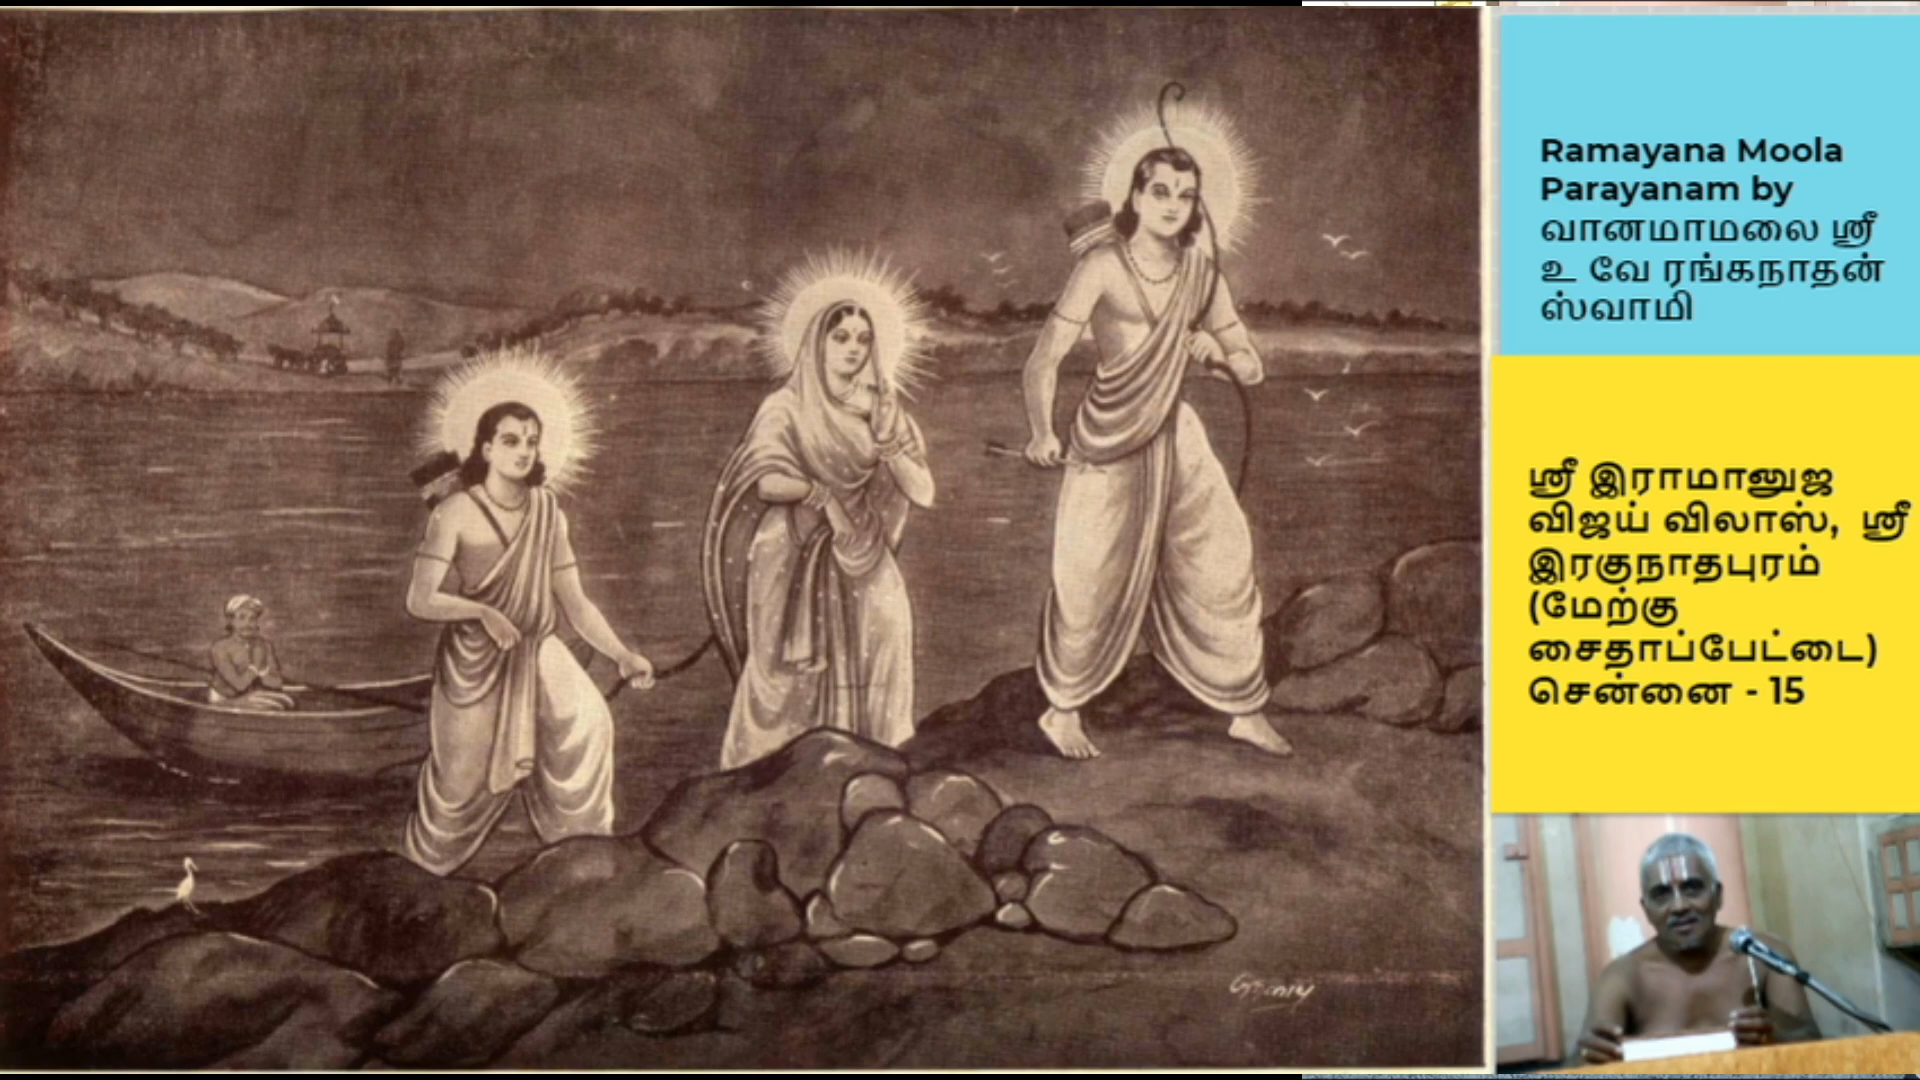 Ramayana Moola
Parayanam by
வானமாமலை ஸ்ரீ
உ வே ரங்கநாதன்
ஸ்வாமி
ஸ்ரீ இராமானுஜ
விஜய் விலாஸ்,  ஸ்ரீ
இரகுநாதபுரம்
(மேற்கு
சைதாப்பேட்டை)
சென்னை - 15